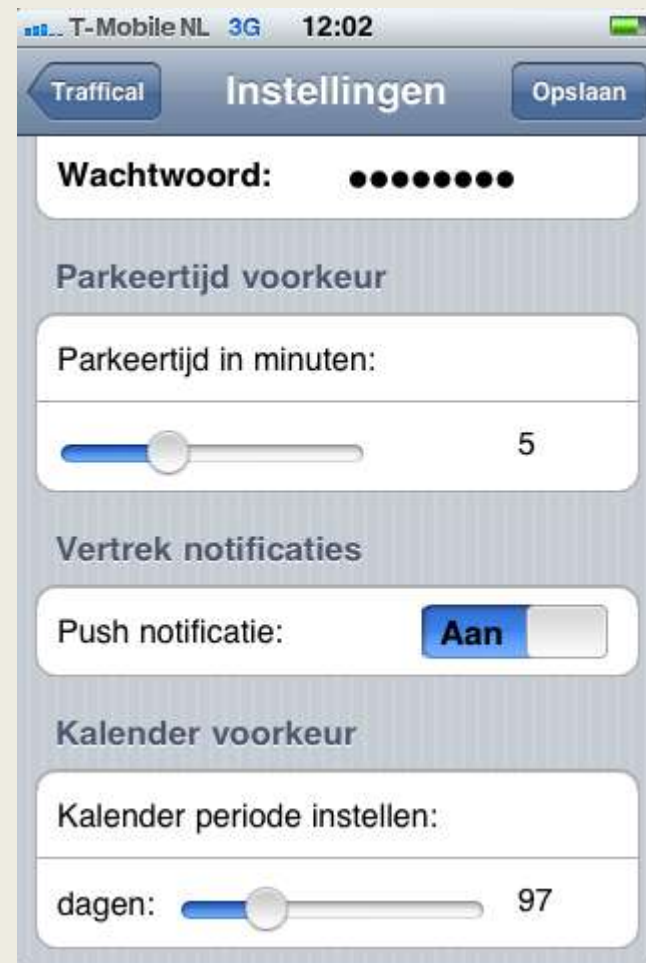 T-Mobile NL 3G 12:02
Traffical Instellingen Opslaan
Wachtwoord: ●●●●●●●●
Parkeertijd voorkeur
Parkeertijd in minuten:
5
Vertrek notificaties
Push notificatie: Aan
Kalender voorkeur
Kalender periode instellen:
dagen: 97